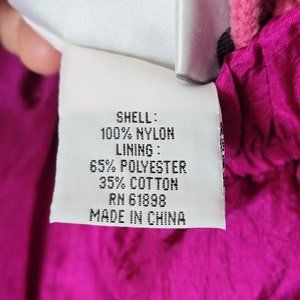 SHELL:
100% NYLON
LINING:
65% POLYESTER
35% COTTON
RN 61898
MADE IN CHINA